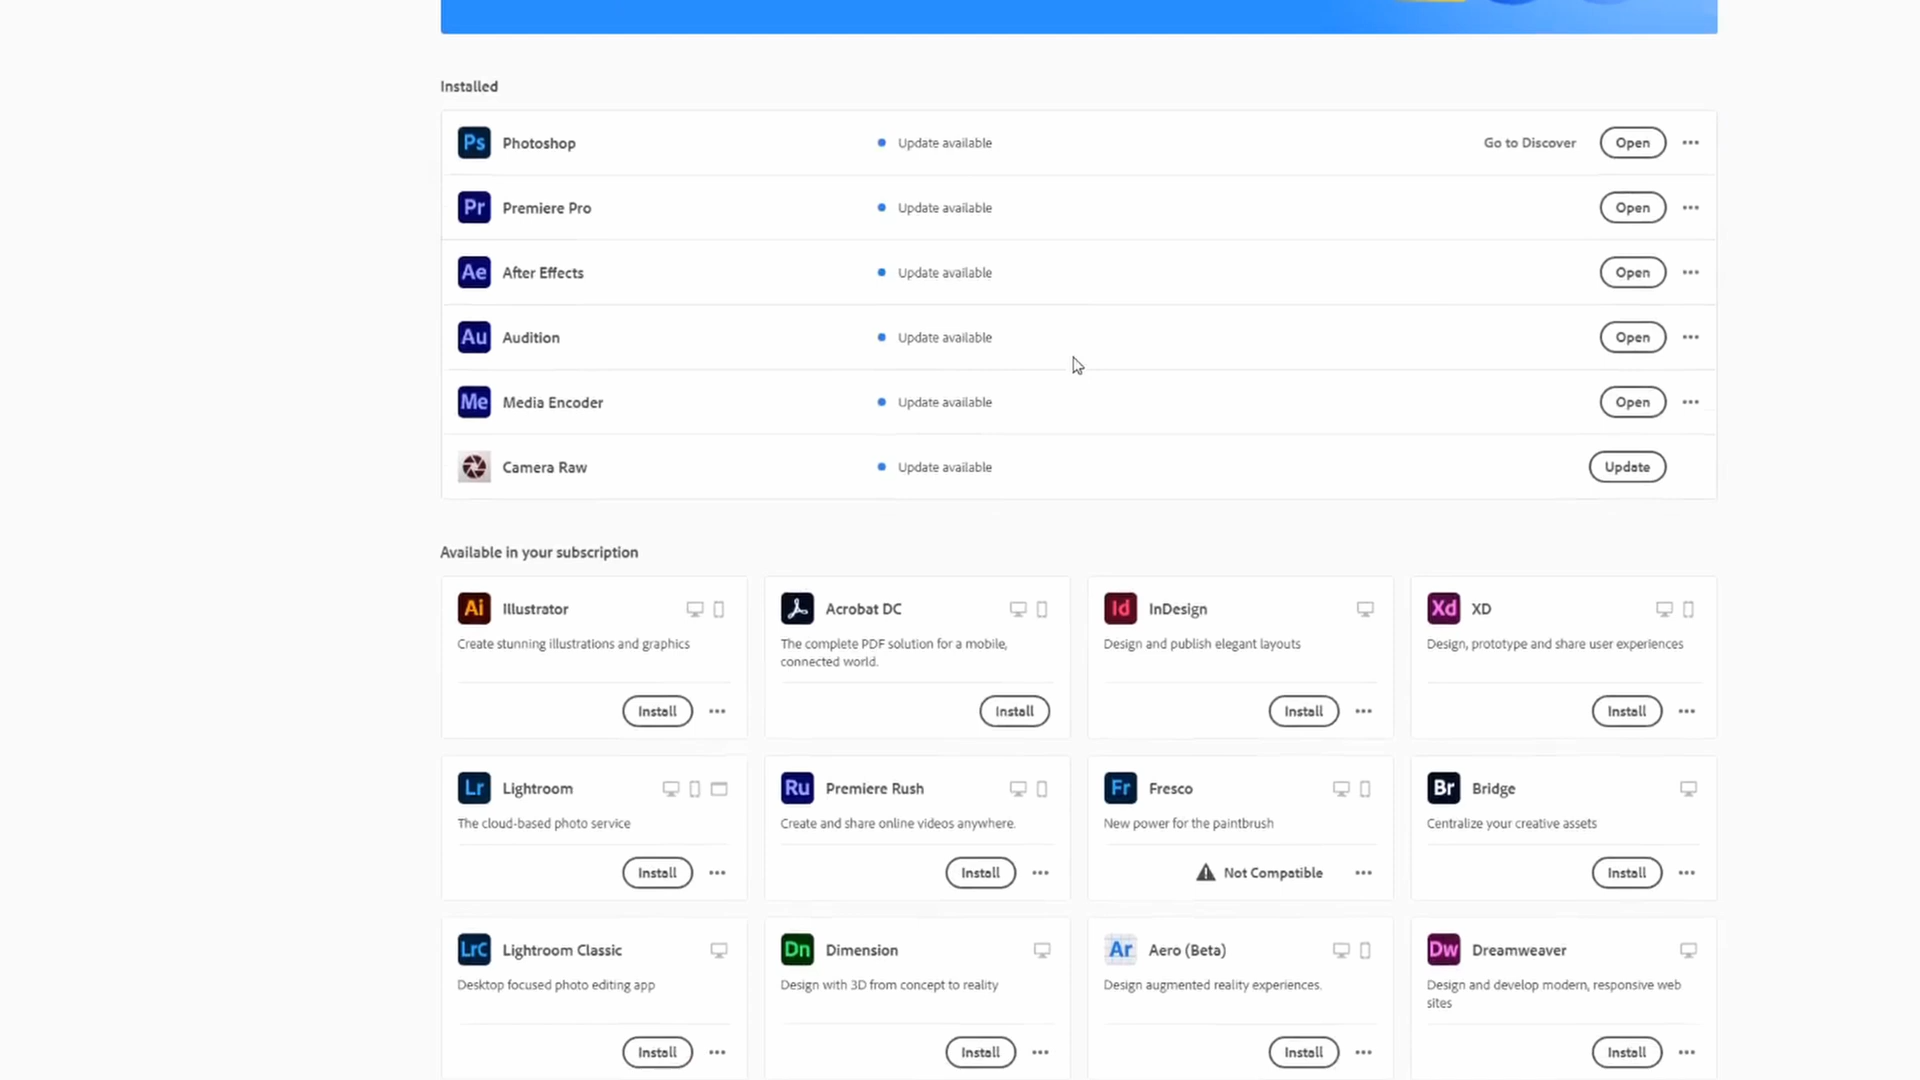 Installed
Ps Photoshop Update available Go to Discover Open
Pr Premiere Pro Update available Open
Ae After Effects Update available Open
Au Audition Update available Open
Me Media Encoder Update available Open
Camera Raw Update available Update
Available in your subscription
Ai Illustrator
Create stunning illustrations and graphics
Install
Acrobat DC
The complete PDF solution for a mobile,
connected world.
Install
Id InDesign
Design and publish elegant layouts
Install
Xd XD
Design, prototype and share user experiences
Install
Lr Lightroom
The cloud-based photo service
Install
Ru Premiere Rush
Create and share online videos anywhere.
Install
Fr Fresco
New power for the paintbrush
Not Compatible
Br Bridge
Centralize your creative assets
Install
LrC Lightroom Classic
Desktop focused photo editing app
Install
Dn Dimension
Design with 3D from concept to reality
Install
Ar Aero (Beta)
Design augmented reality experiences.
Install
Dw Dreamweaver
Design and develop modern, responsive web
sites
Install